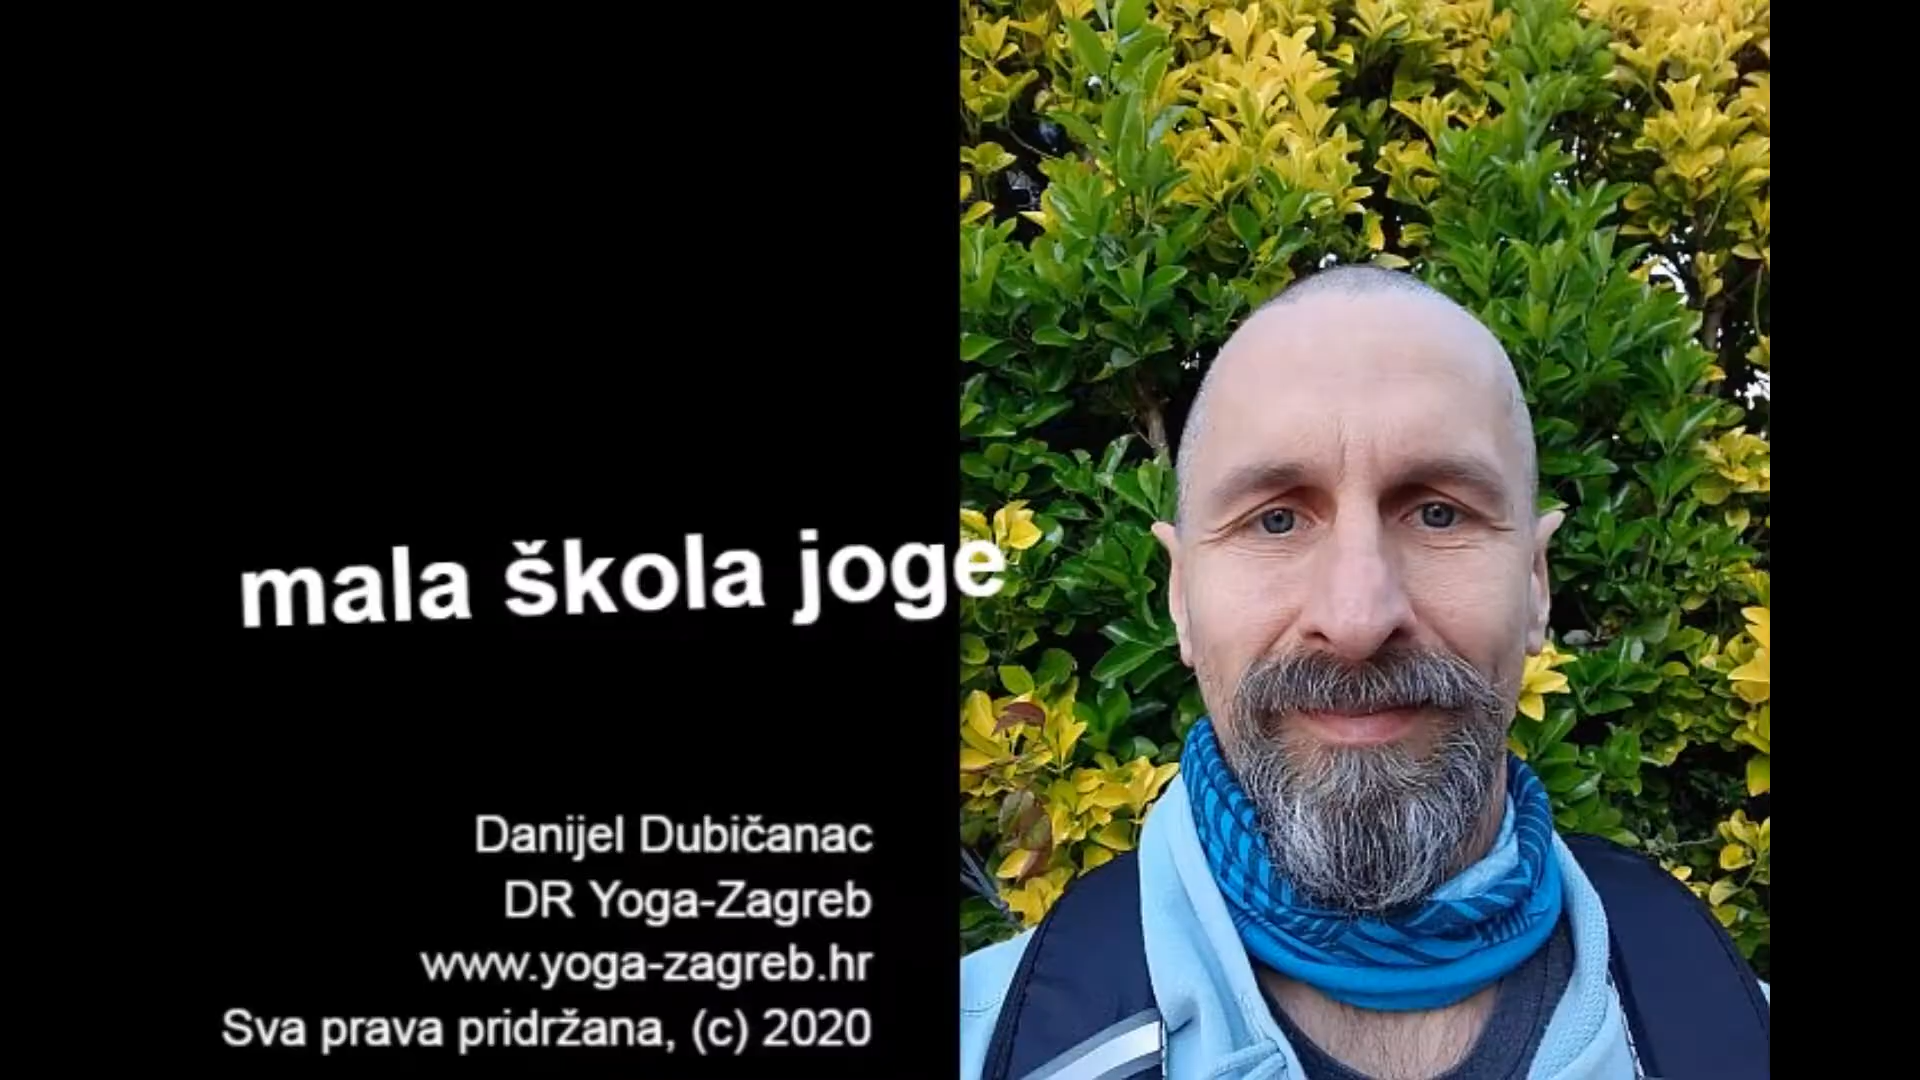 mala škola joge
Danijel Dubičanac
DR Yoga-Zagreb
www.yoga-zagreb.hr
Sva prava pridržana, (c) 2020